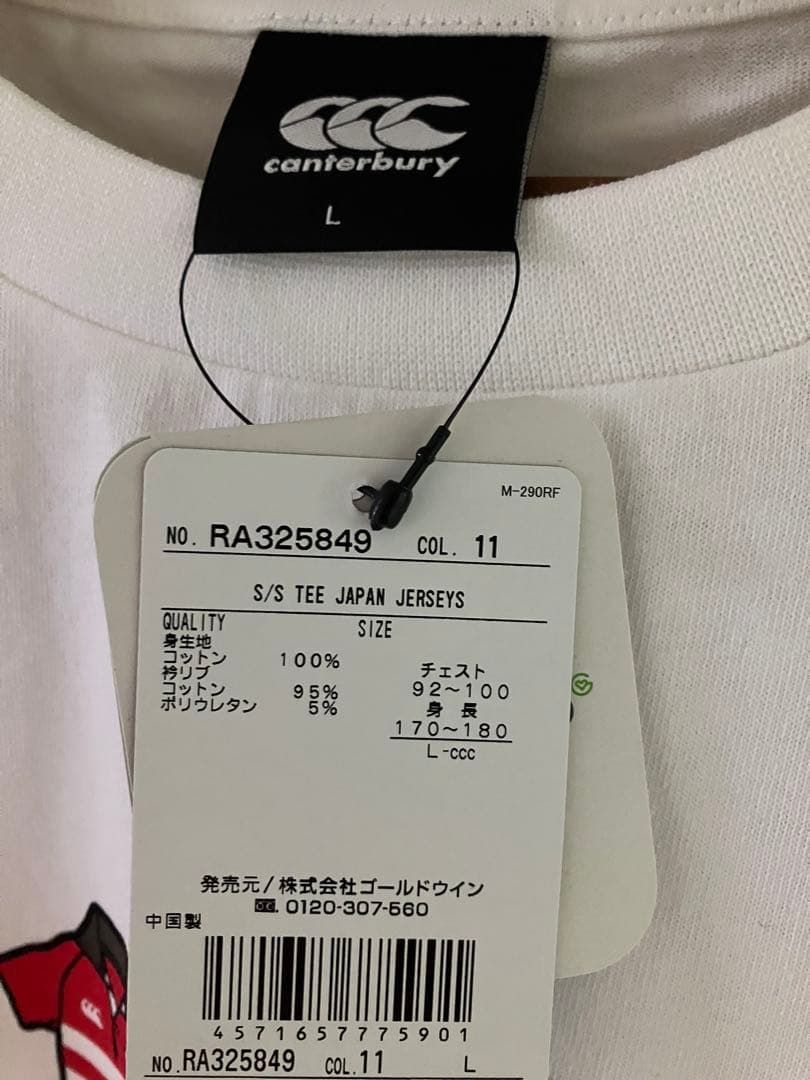 CCC
canterbury
L
M-290RF
NO. RA325849 COL. 11
S/S TEE JAPAN JERSEYS
QUALITY SIZE
身生地
コットン 100%
衿リブ
コットン 95%
ポリウレタン 5%
チェスト
92～100
身 長
170～180
L-ccc
発売元/株式会社ゴールドウイン
0120-307-560
中国製
4571657775901
NO.RA325849 COL.11 L